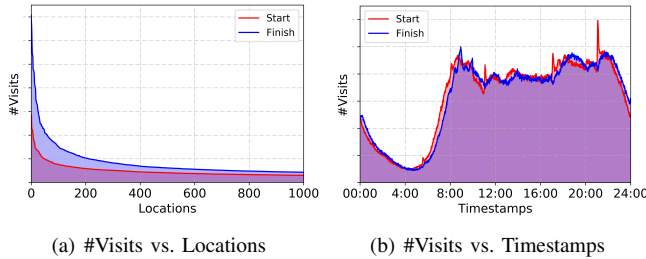 #Visits
Start
Finish
0 200 400 600 800 1000
Locations
(a) #Visits vs. Locations
#Visits
Start
Finish
00:00 4:00 8:00 12:00 16:00 20:00 24:00
Timestamps
(b) #Visits vs. Timestamps